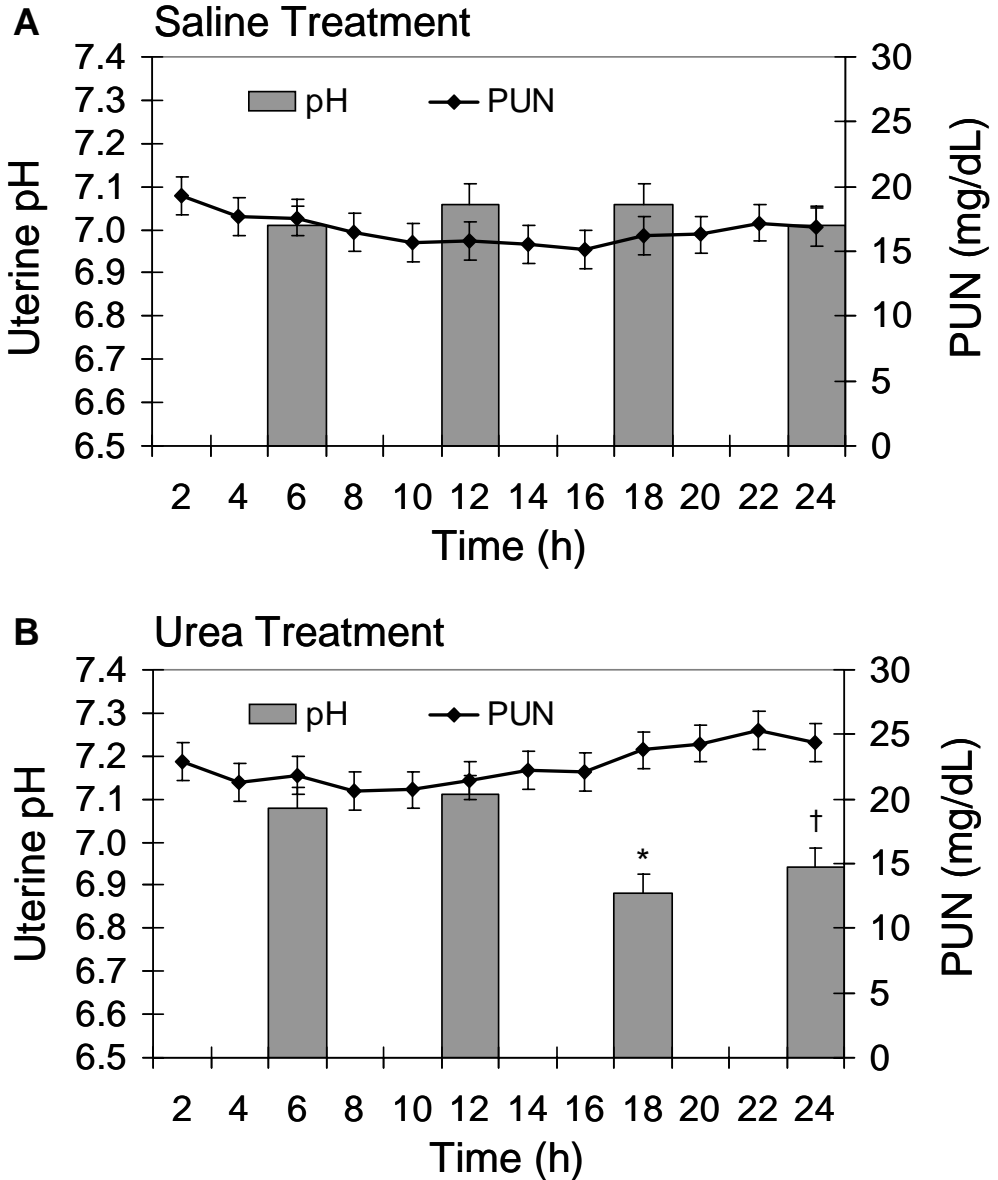 A Saline Treatment
pH PUN
7.4
7.3
7.2
7.1
7.0
6.9
6.8
6.7
6.6
6.5
Uterine pH
30
25
20
15
10
5
0
PUN (mg/dL)
2 4 6 8 10 12 14 16 18 20 22 24
Time (h)
B Urea Treatment
pH PUN
7.4
7.3
7.2
7.1
7.0
6.9
6.8
6.7
6.6
6.5
Uterine pH
* †
30
25
20
15
10
5
0
PUN (mg/dL)
2 4 6 8 10 12 14 16 18 20 22 24
Time (h)